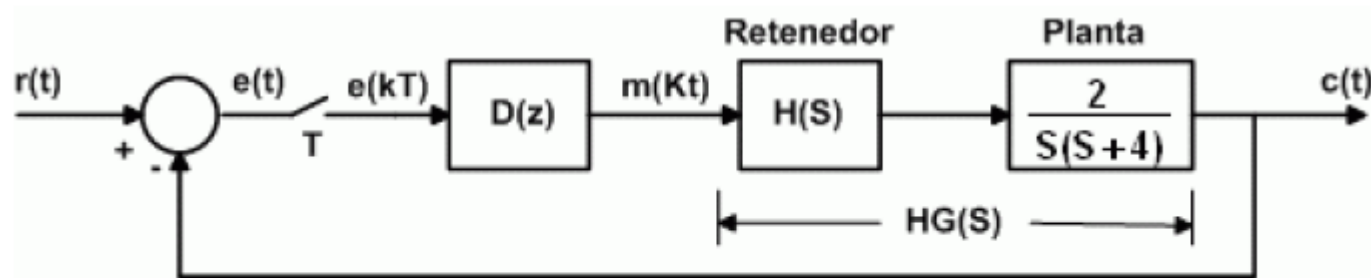 Retenedor
Planta
r(t)
e(t)
e(kT)
D(z)
m(Kt)
H(S)
2
S(S+4)
c(t)
+
-
T
HG(S)